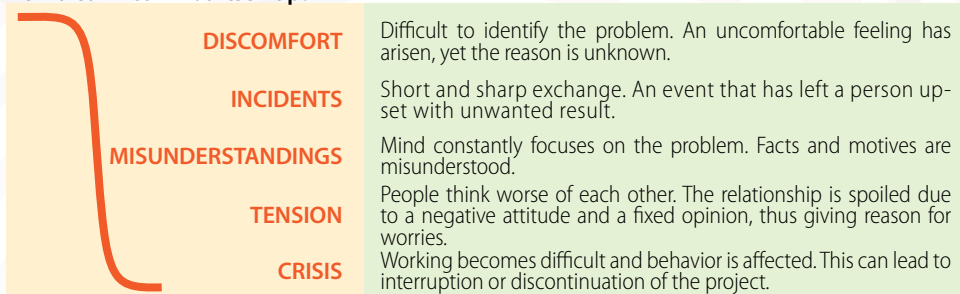 DISCOMFORT
Difficult to identify the problem. An uncomfortable feeling has
arisen, yet the reason is unknown.
INCIDENTS
Short and sharp exchange. An event that has left a person up-
set with unwanted result.
MISUNDERSTANDINGS
Mind constantly focuses on the problem. Facts and motives are
misunderstood.
TENSION
People think worse of each other. The relationship is spoiled due
to a negative attitude and a fixed opinion, thus giving reason for
worries.
CRISIS
Working becomes difficult and behavior is affected. This can lead to
interruption or discontinuation of the project.